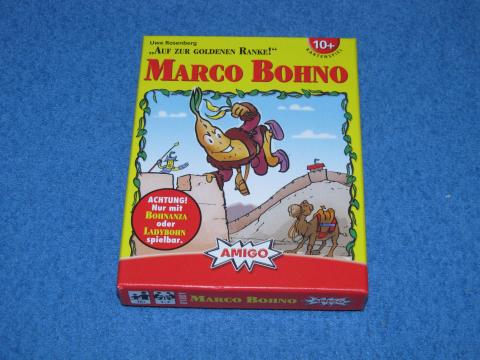 Uwe Rosenberg
„AUF ZUR GOLDENEN RANKE!“
10+
KARTENSPIEL
MARCO BOHNO
ACHTUNG!
Nur mit
BOHNANZA
oder
LADYBOHN
spielbar.
AMIGO
MARCO BOHNO
AMIGO